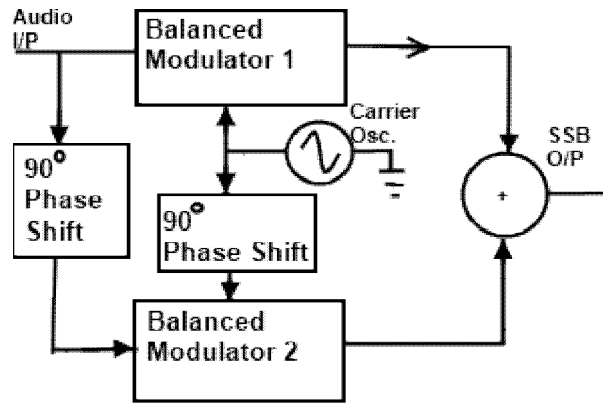 Audio
I/P
Balanced
Modulator 1
Carrier
Osc.
SSB
O/P
90°
Phase
Shift
+
90°
Phase Shift
Balanced
Modulator 2